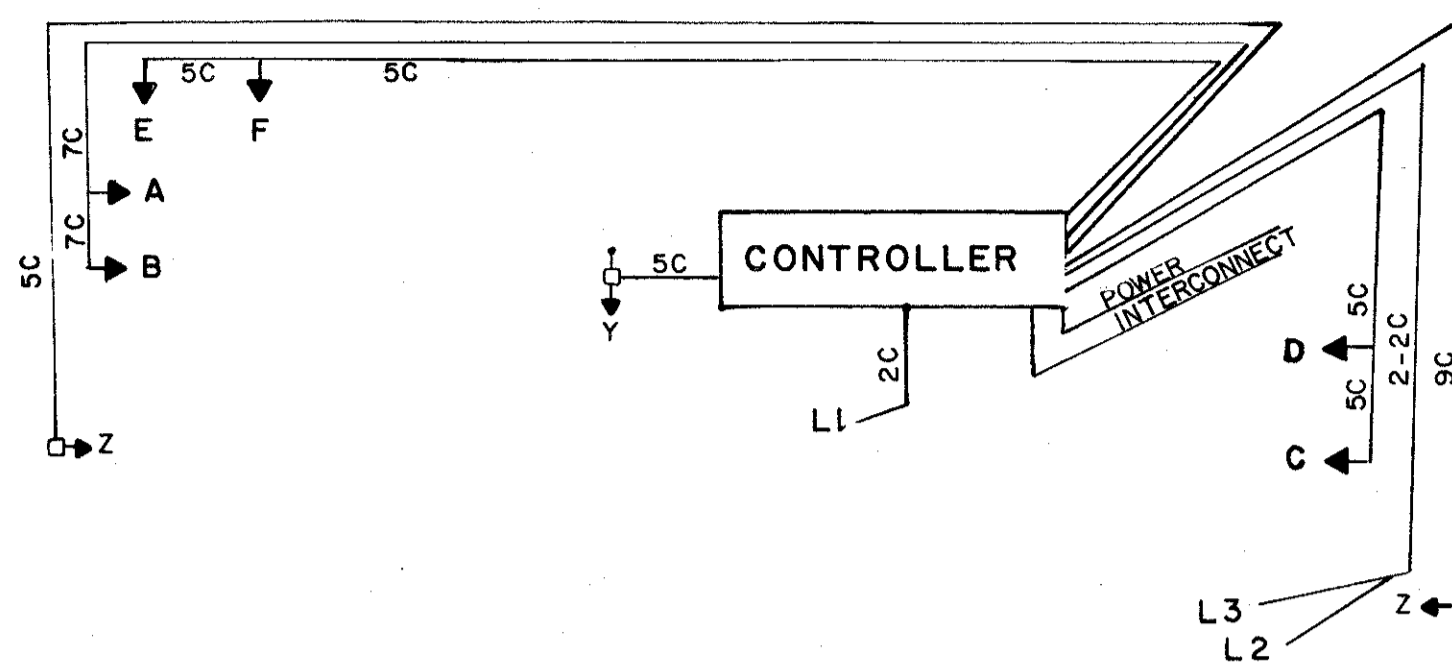 5C
5C
E
F
7C
A
7C
B
5C
Z
5C
CONTROLLER
Y
2C
L1
POWER
INTERCONNECT
5C
D
2-2C
9C
5C
C
L3
L2
Z